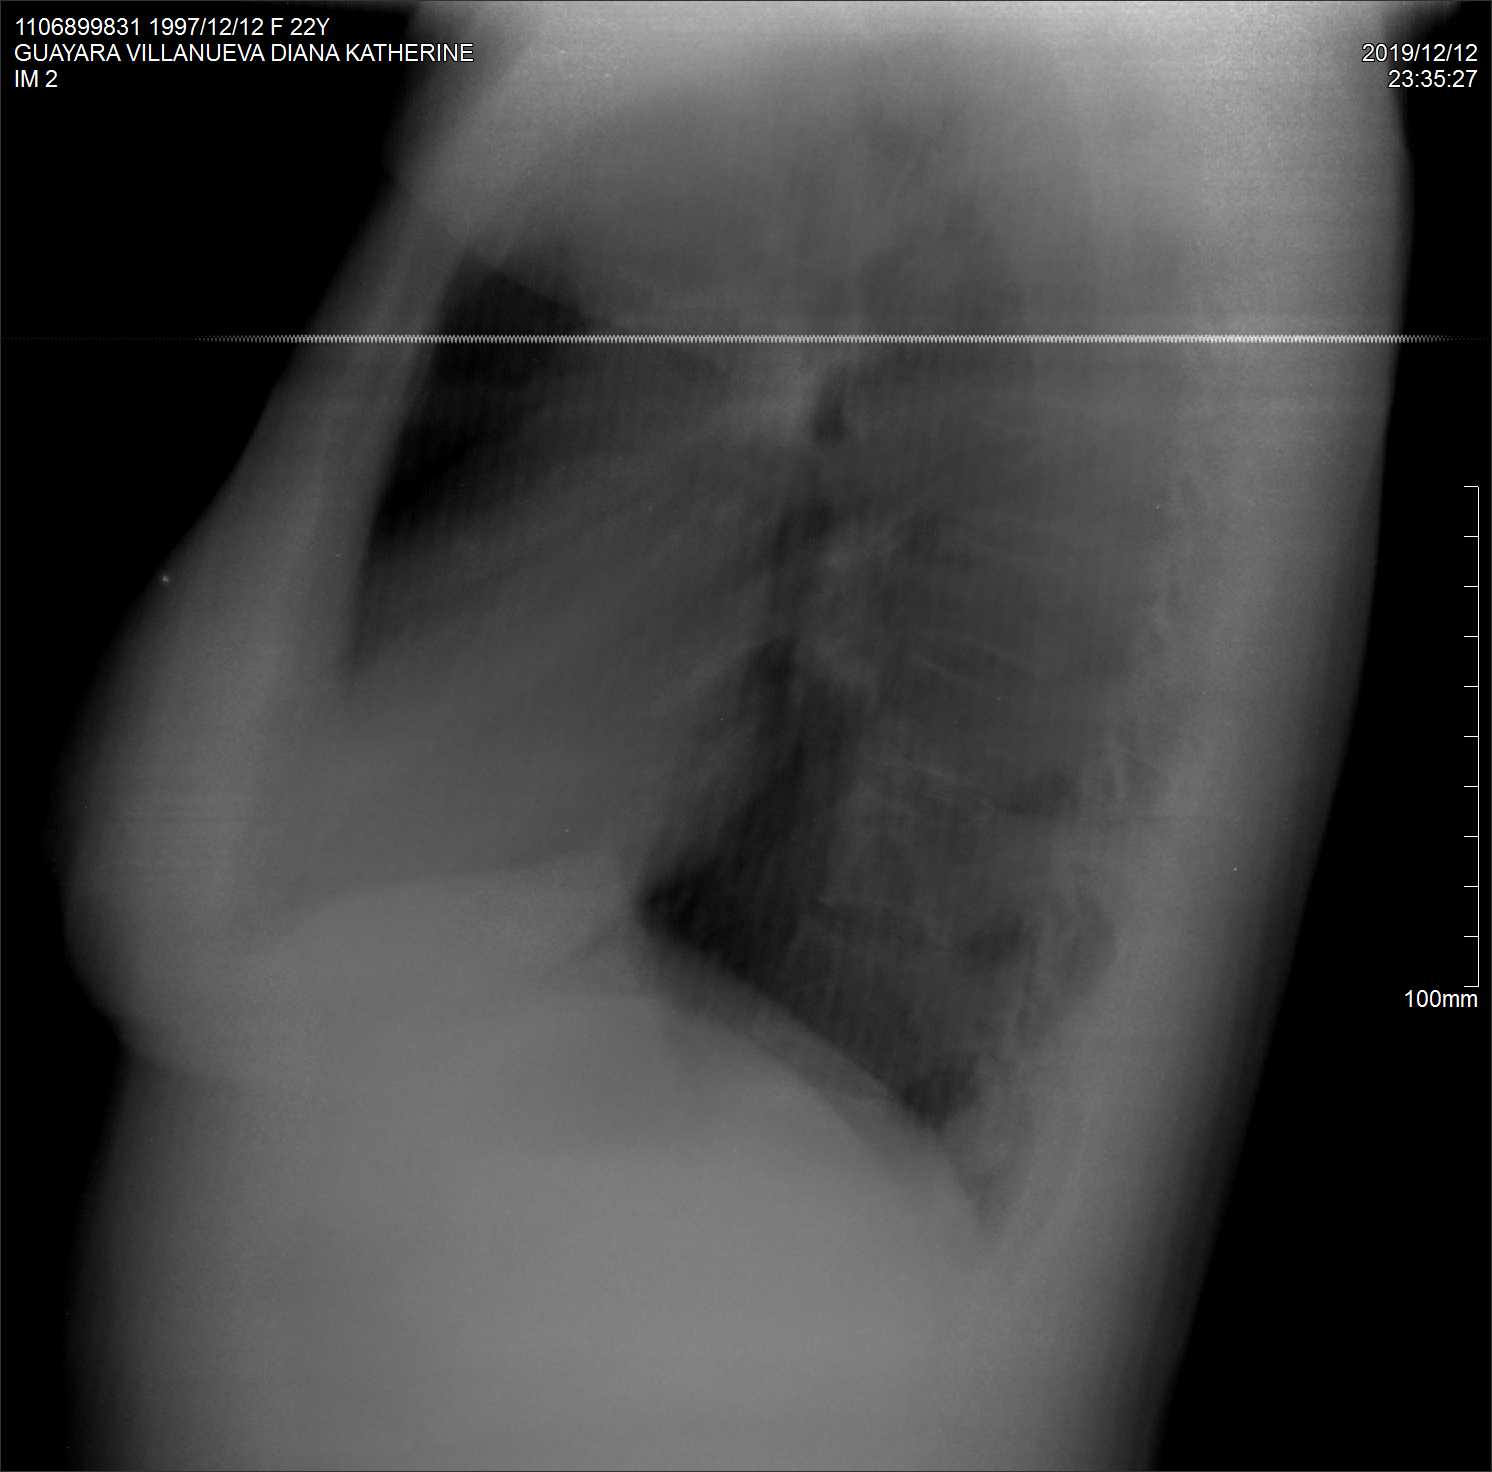 1106899831 1997/12/12 F 22Y
GUAYARA VILLANUEVA DIANA KATHERINE
IM 2
2019/12/12
23:35:27
100mm